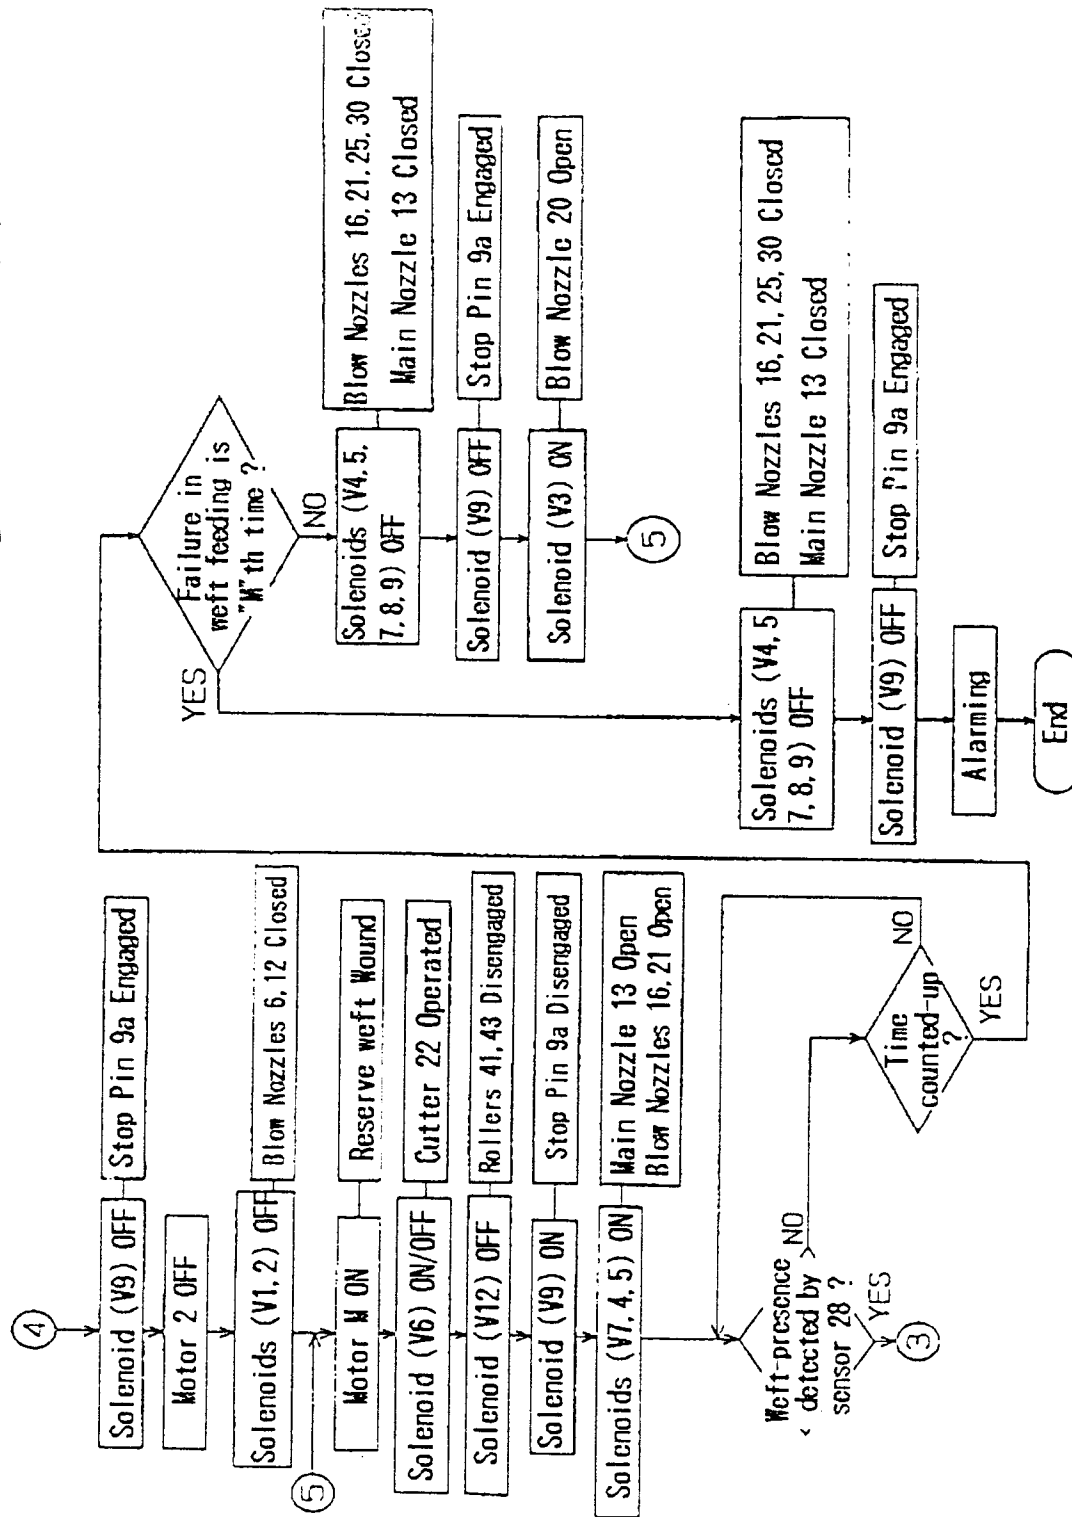 4
Solenoid (V9) OFF
Stop Pin 9a Engaged
Motor 2 OFF
Solenoids (V1, 2) OFF
Blow Nozzles 6, 12 Closed
5
Motor M ON
Reserve weft Wound
Solenoid (V6) ON/OFF
Cutter 22 Operated
Solenoid (V12) OFF
Rollers 41, 43 Disengaged
Solenoid (V9) ON
Stop Pin 9a Disengaged
Solenoids (V7, 4, 5) ON
Main Nozzle 13 Open
Blow Nozzles 16, 21 Open
Weft-presence
detected by
sensor 28 ?
NO
YES
3
Time
counted-up
?
NO
YES
Failure in
weft feeding is
"M"th time ?
YES
NO
Solenoids (V4, 5,
7, 8, 9) OFF
Blow Nozzles 16, 21, 25, 30 Closed
Main Nozzle 13 Closed
Solenoid (V9) OFF
Stop Pin 9a Engaged
Solenoid (V3) ON
Blow Nozzle 20 Open
5
Solenoids (V4, 5
7, 8, 9) OFF
Blow Nozzles 16, 21, 25, 30 Closed
Main Nozzle 13 Closed
Solenoid (V9) OFF
Stop Pin 9a Engaged
Alarming
End